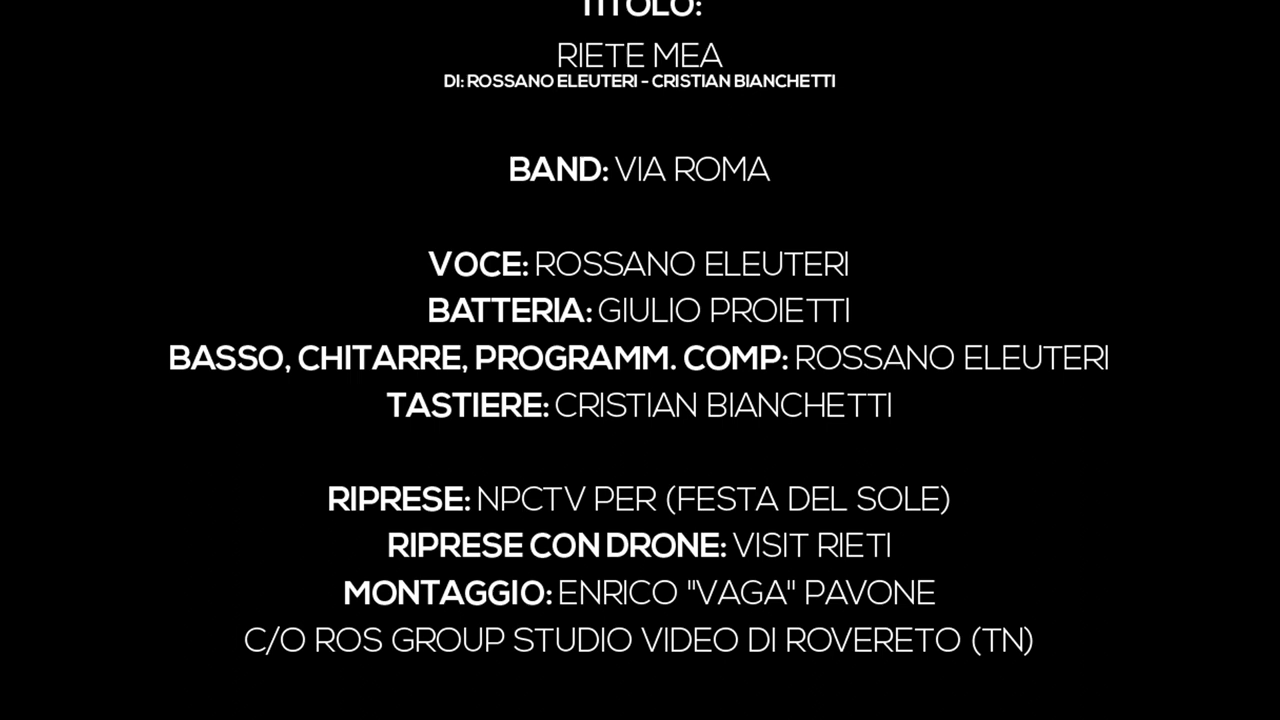 TITOLO:
RIETE MEA
DI: ROSSANO ELEUTERI - CRISTIAN BIANCHETTI
BAND: VIA ROMA
VOCE: ROSSANO ELEUTERI
BATTERIA: GIULIO PROIETTI
BASSO, CHITARRE, PROGRAMM. COMP: ROSSANO ELEUTERI
TASTIERE: CRISTIAN BIANCHETTI
RIPRESE: NPCTV PER (FESTA DEL SOLE)
RIPRESE CON DRONE: VISIT RIETI
MONTAGGIO: ENRICO "VAGA" PAVONE
C/O ROS GROUP STUDIO VIDEO DI ROVERETO (TN)